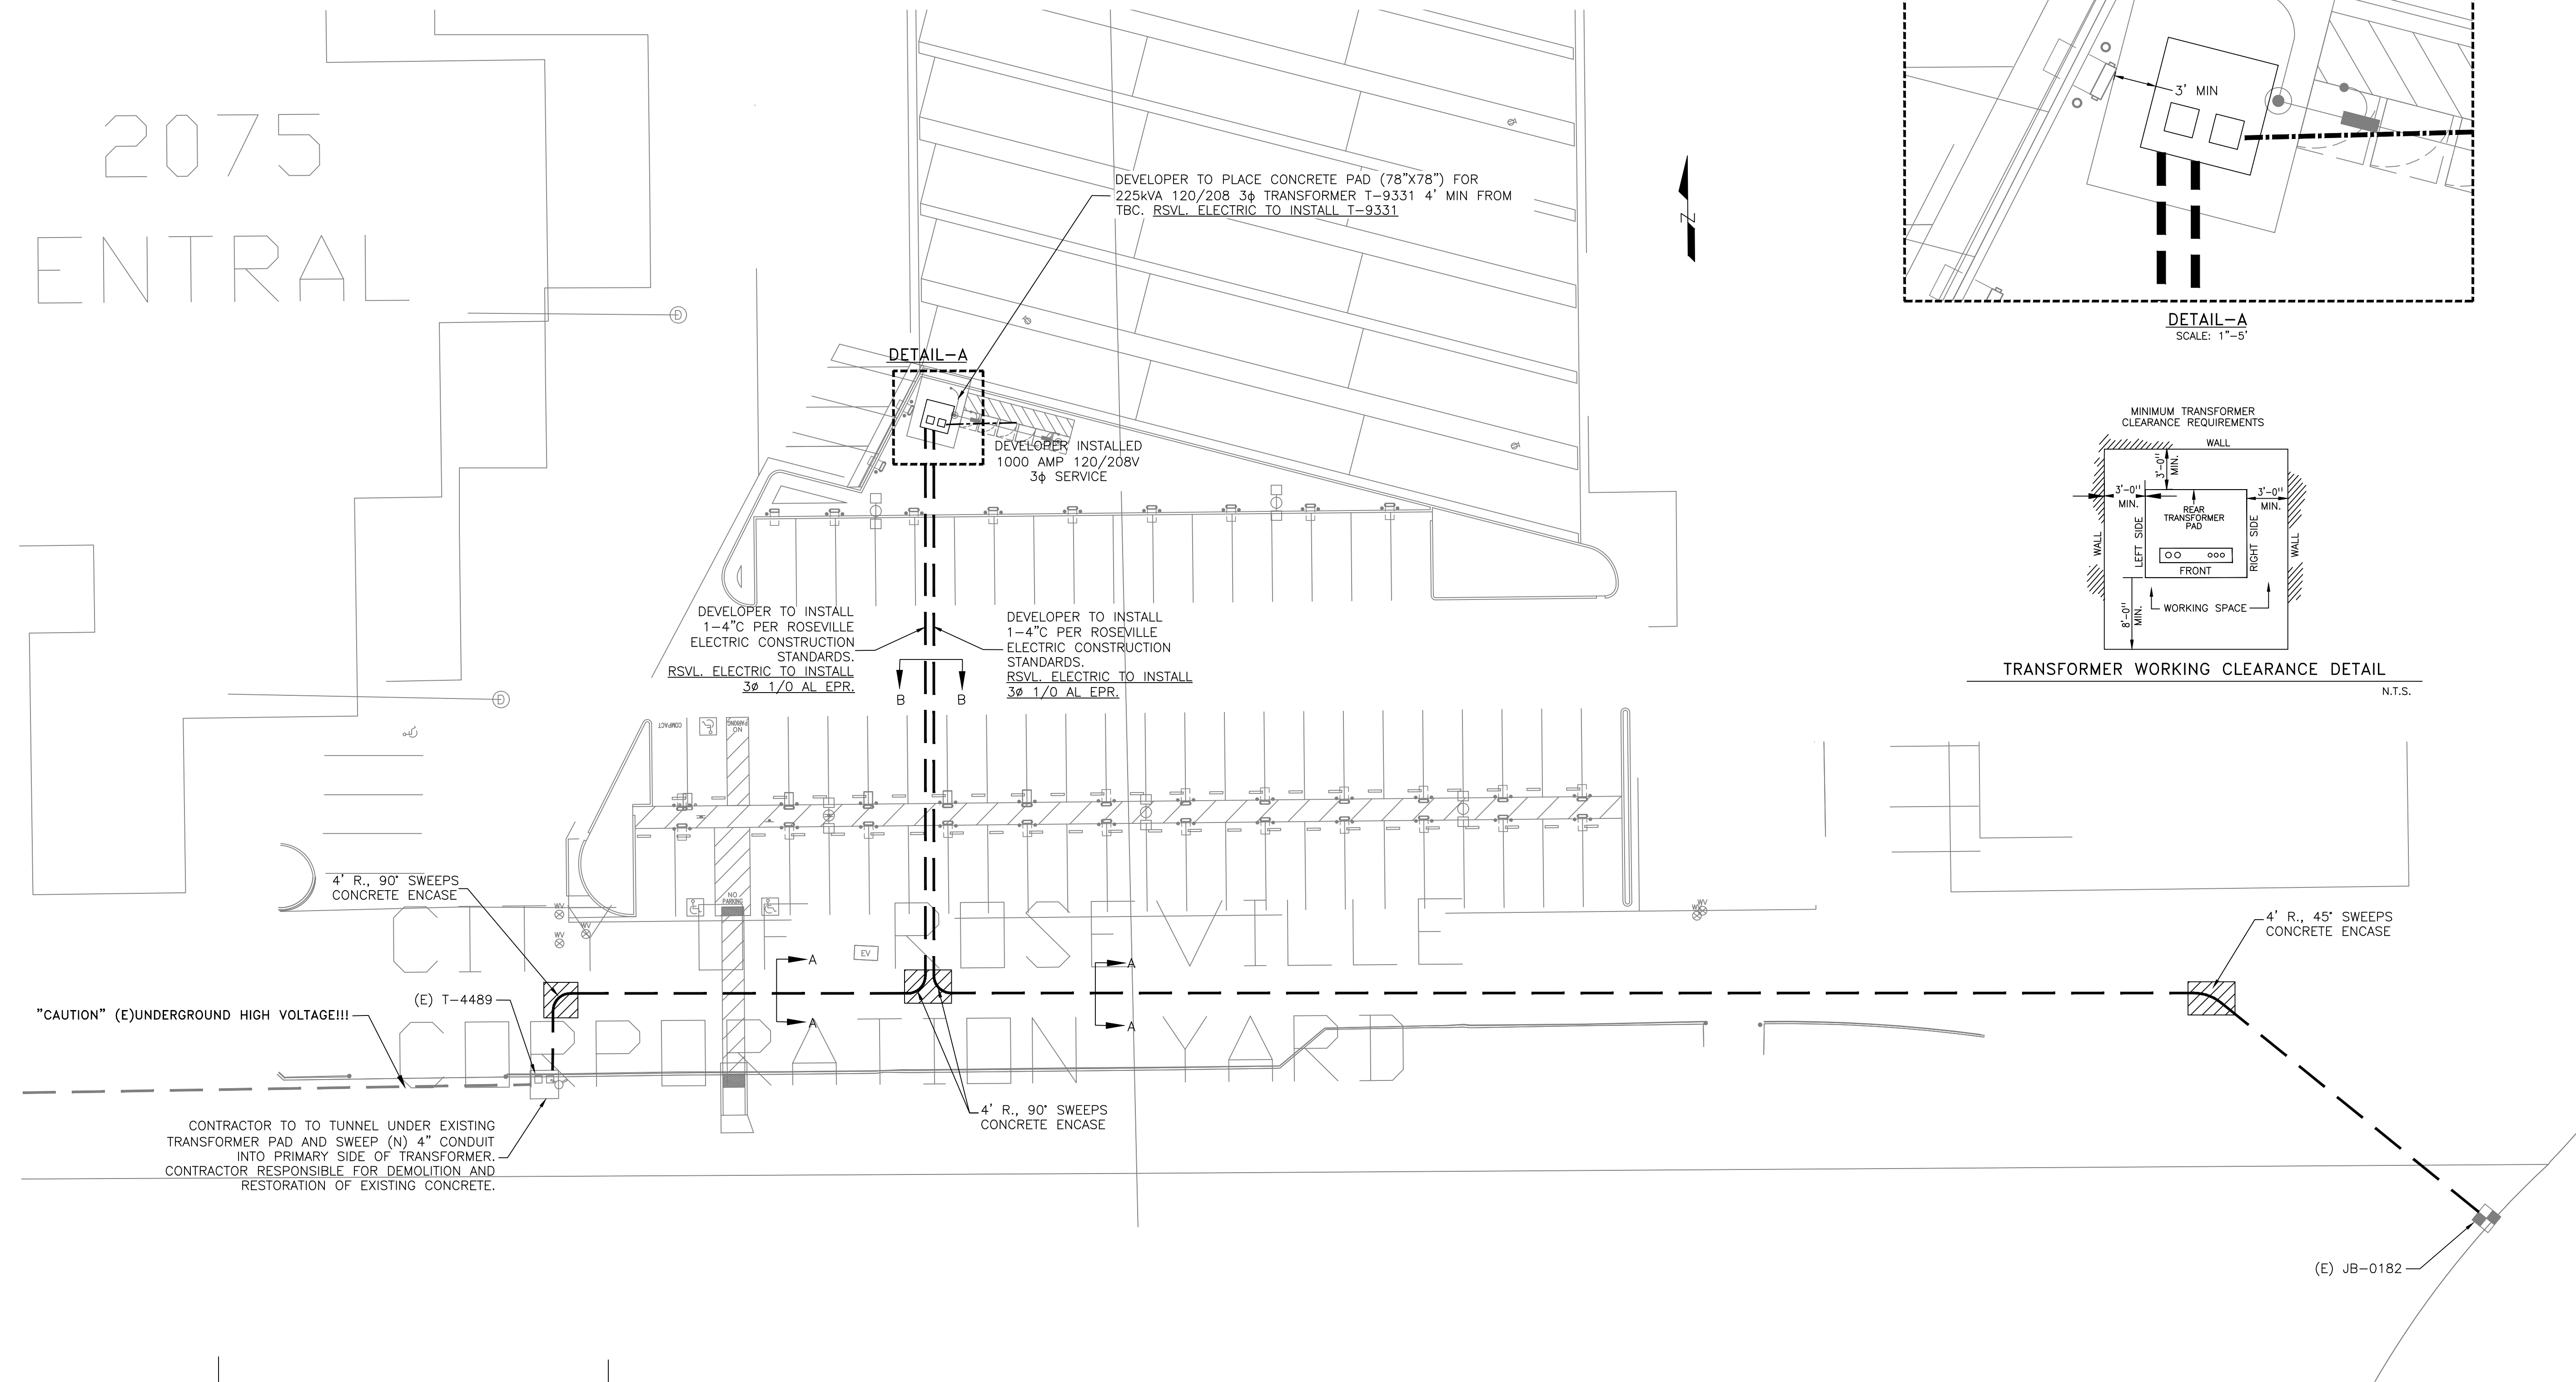 2075
ENTRAL
D
D
DEVELOPER TO PLACE CONCRETE PAD (78"X78") FOR
225kVA 120/208 3ϕ TRANSFORMER T-9331 4' MIN FROM
TBC. RSVL. ELECTRIC TO INSTALL T-9331
N
3' MIN
DETAIL-A
SCALE: 1"-5'
DETAIL-A
DEVELOPER INSTALLED
1000 AMP 120/208V
3ϕ SERVICE
MINIMUM TRANSFORMER
CLEARANCE REQUIREMENTS
WALL
3'-0"
MIN.
3'-0"
MIN.
3'-0"
MIN.
REAR
TRANSFORMER
PAD
WALL
LEFT SIDE
RIGHT SIDE
WALL
FRONT
8'-0"
MIN.
WORKING SPACE
TRANSFORMER WORKING CLEARANCE DETAIL
N.T.S.
DEVELOPER TO INSTALL
1-4"C PER ROSEVILLE
ELECTRIC CONSTRUCTION
STANDARDS.
RSVL. ELECTRIC TO INSTALL
3Ø 1/0 AL EPR.
DEVELOPER TO INSTALL
1-4"C PER ROSEVILLE
ELECTRIC CONSTRUCTION
STANDARDS.
RSVL. ELECTRIC TO INSTALL
3Ø 1/0 AL EPR.
B
B
COMPACT
NO
PARKING
NO
PARKING
4' R., 90° SWEEPS
CONCRETE ENCASE
WV
WV
WV
WV
WV
CITY OF ROSEVILLE
EV
A
A
A
A
4' R., 45° SWEEPS
CONCRETE ENCASE
(E) T-4489
"CAUTION" (E)UNDERGROUND HIGH VOLTAGE!!!
CORPORATION YARD
4' R., 90° SWEEPS
CONCRETE ENCASE
CONTRACTOR TO TO TUNNEL UNDER EXISTING
TRANSFORMER PAD AND SWEEP (N) 4" CONDUIT
INTO PRIMARY SIDE OF TRANSFORMER.
CONTRACTOR RESPONSIBLE FOR DEMOLITION AND
RESTORATION OF EXISTING CONCRETE.
(E) JB-0182